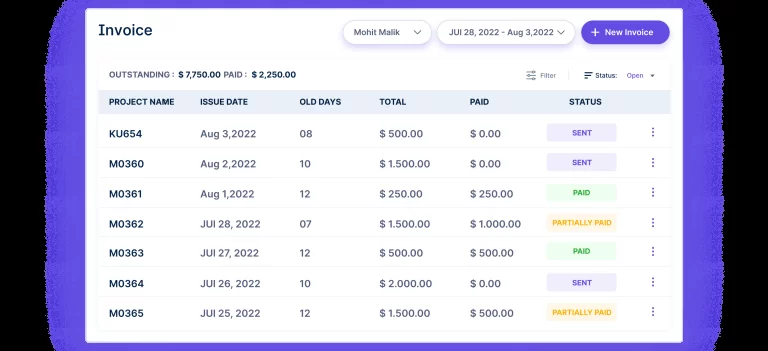 Invoice Mohit Malik JUI 28, 2022 - Aug 3,2022 + New Invoice
OUTSTANDING : $ 7,750.00 PAID : $ 2,250.00 Filter Status: Open
PROJECT NAME ISSUE DATE OLD DAYS TOTAL PAID STATUS
KU654 Aug 3,2022 08 $ 500.00 $ 0.00 SENT
M0360 Aug 2,2022 10 $ 1.500.00 $ 0.00 SENT
M0361 Aug 1,2022 12 $ 250.00 $ 250.00 PAID
M0362 JUI 28, 2022 07 $ 1.500.00 $ 1.000.00 PARTIALLY PAID
M0363 JUI 27, 2022 12 $ 500.00 $ 500.00 PAID
M0364 JUI 26, 2022 10 $ 2.000.00 $ 0.00 SENT
M0365 JUI 25, 2022 12 $ 1.500.00 $ 500.00 PARTIALLY PAID